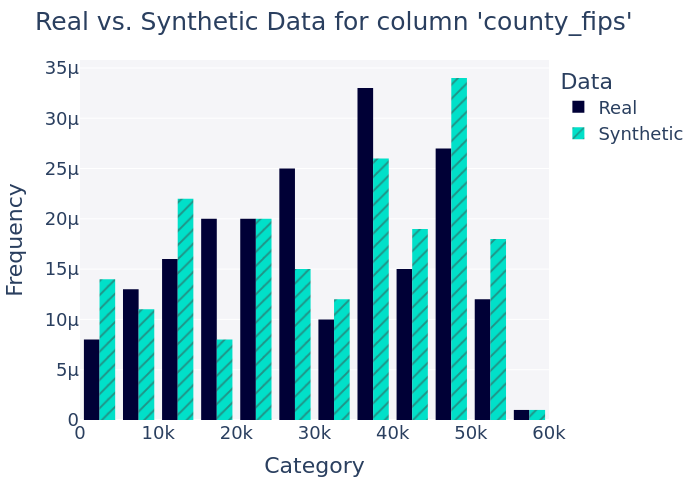 Real vs. Synthetic Data for column 'county_fips'
Data
Real
Synthetic
Frequency
35μ
30μ
25μ
20μ
15μ
10μ
5μ
0
0 10k 20k 30k 40k 50k 60k
Category